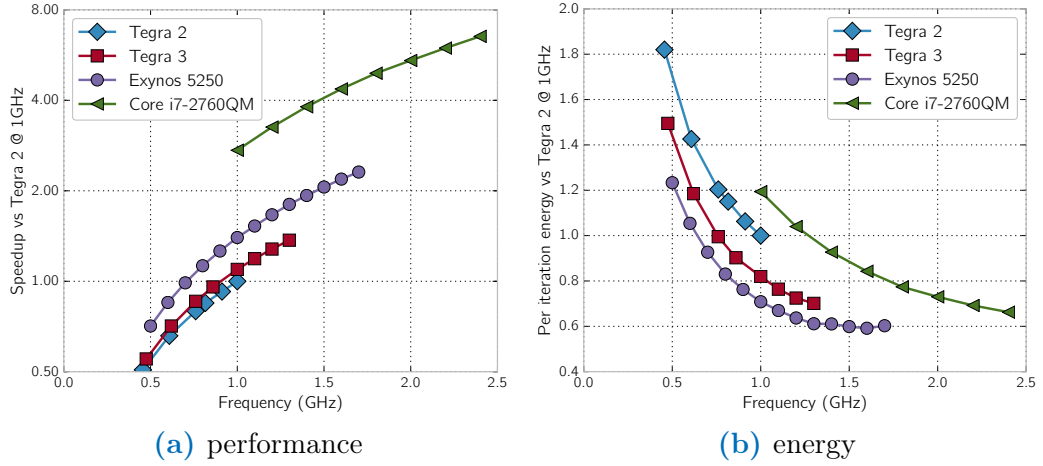 8.00
4.00
2.00
1.00
0.50
Speedup vs Tegra 2 @ 1GHz
Tegra 2
Tegra 3
Exynos 5250
Core i7-2760QM
0.0 0.5 1.0 1.5 2.0 2.5
Frequency (GHz)
(a) performance
2.0
1.8
1.6
1.4
1.2
1.0
0.8
0.6
0.4
Per iteration energy vs Tegra 2 @ 1GHz
Tegra 2
Tegra 3
Exynos 5250
Core i7-2760QM
0.0 0.5 1.0 1.5 2.0 2.5
Frequency (GHz)
(b) energy